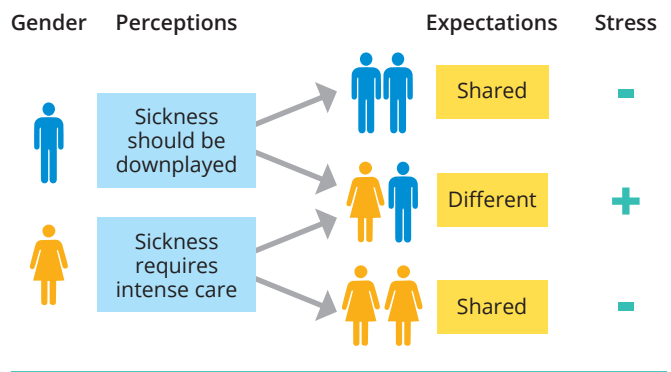 Gender Perceptions Expectations Stress
Sickness
should be
downplayed
Shared
-
Different
+
Sickness
requires
intense care
Shared
-